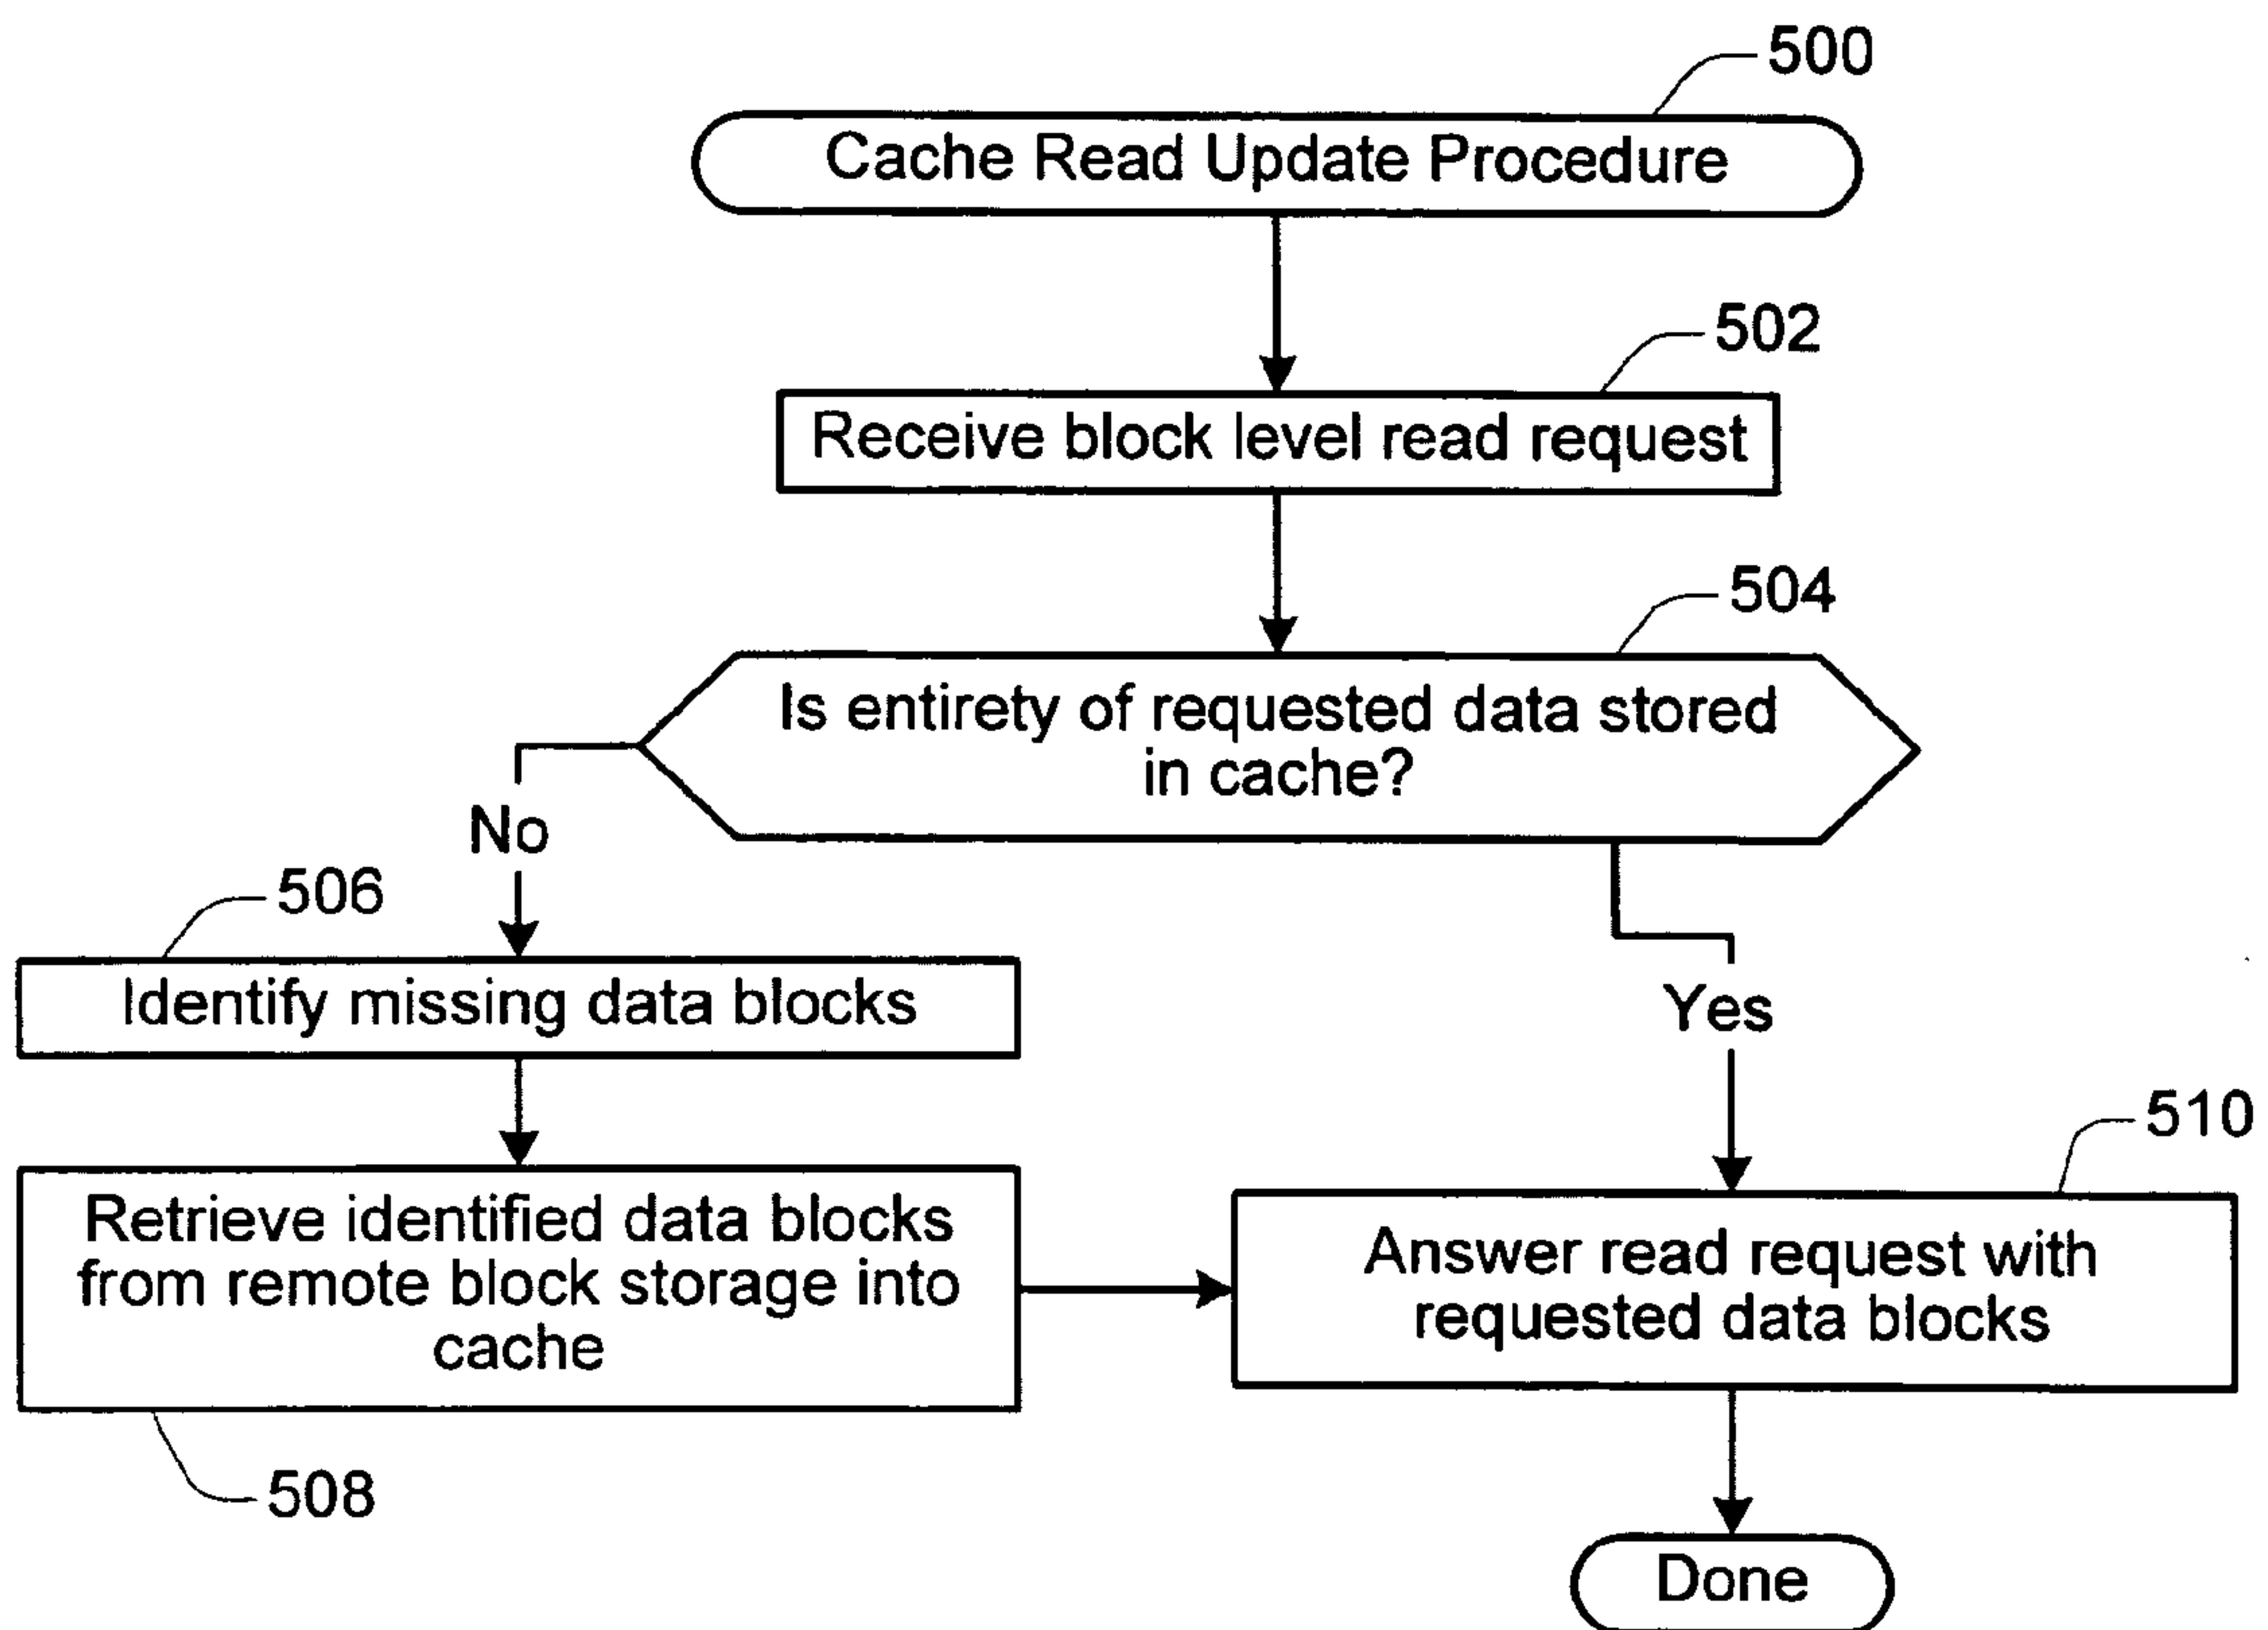 500
Cache Read Update Procedure
502
Receive block level read request
504
Is entirety of requested data stored
in cache?
No
506
Identify missing data blocks
Yes
510
Retrieve identified data blocks
from remote block storage into
cache
508
Answer read request with
requested data blocks
Done